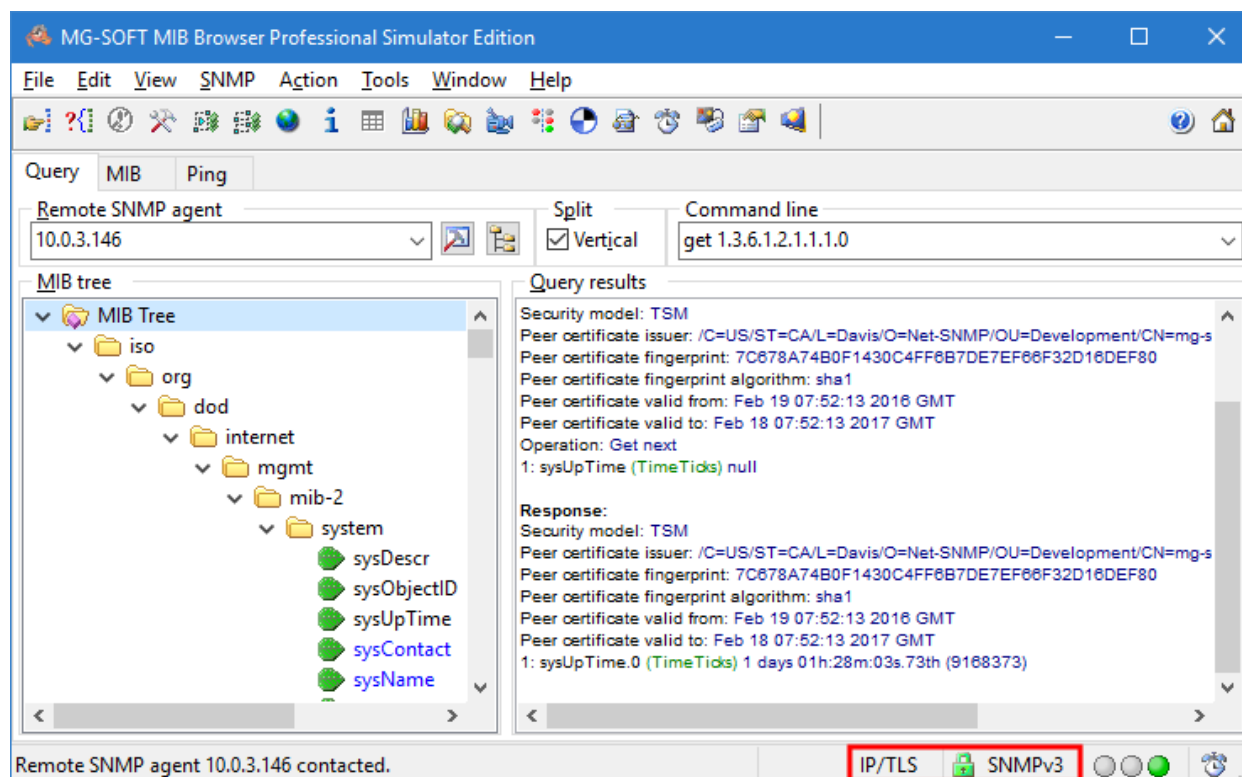 MG-SOFT MIB Browser Professional Simulator Edition
File Edit View SNMP Action Tools Window Help
Query MIB Ping
Remote SNMP agent
10.0.3.146
Split
Vertical
Command line
get 1.3.6.1.2.1.1.1.0
MIB tree
MIB Tree
iso
org
dod
internet
mgmt
mib-2
system
sysDescr
sysObjectID
sysUpTime
sysContact
sysName
Query results
Security model: TSM
Peer certificate issuer: /C=US/ST=CA/L=Davis/O=Net-SNMP/OU=Development/CN=mg-s
Peer certificate fingerprint: 7C678A74B0F1430C4FF6B7DE7EF66F32D16DEF80
Peer certificate fingerprint algorithm: sha1
Peer certificate valid from: Feb 19 07:52:13 2016 GMT
Peer certificate valid to: Feb 18 07:52:13 2017 GMT
Operation: Get next
1: sysUpTime (TimeTicks) null
Response:
Security model: TSM
Peer certificate issuer: /C=US/ST=CA/L=Davis/O=Net-SNMP/OU=Development/CN=mg-s
Peer certificate fingerprint: 7C678A74B0F1430C4FF6B7DE7EF66F32D16DEF80
Peer certificate fingerprint algorithm: sha1
Peer certificate valid from: Feb 19 07:52:13 2016 GMT
Peer certificate valid to: Feb 18 07:52:13 2017 GMT
1: sysUpTime.0 (TimeTicks) 1 days 01h:28m:03s.73th (9168373)
Remote SNMP agent 10.0.3.146 contacted.
IP/TLS SNMPv3